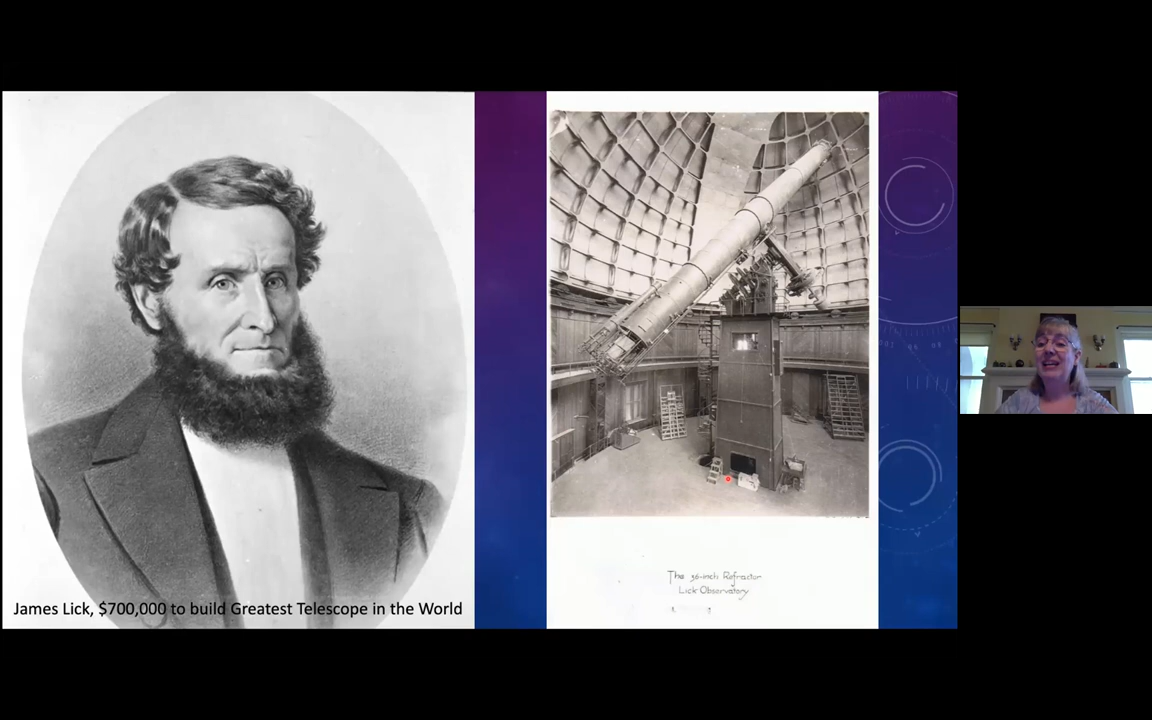 James Lick, $700,000 to build Greatest Telescope in the World
The 36-inch Refractor
Lick Observatory